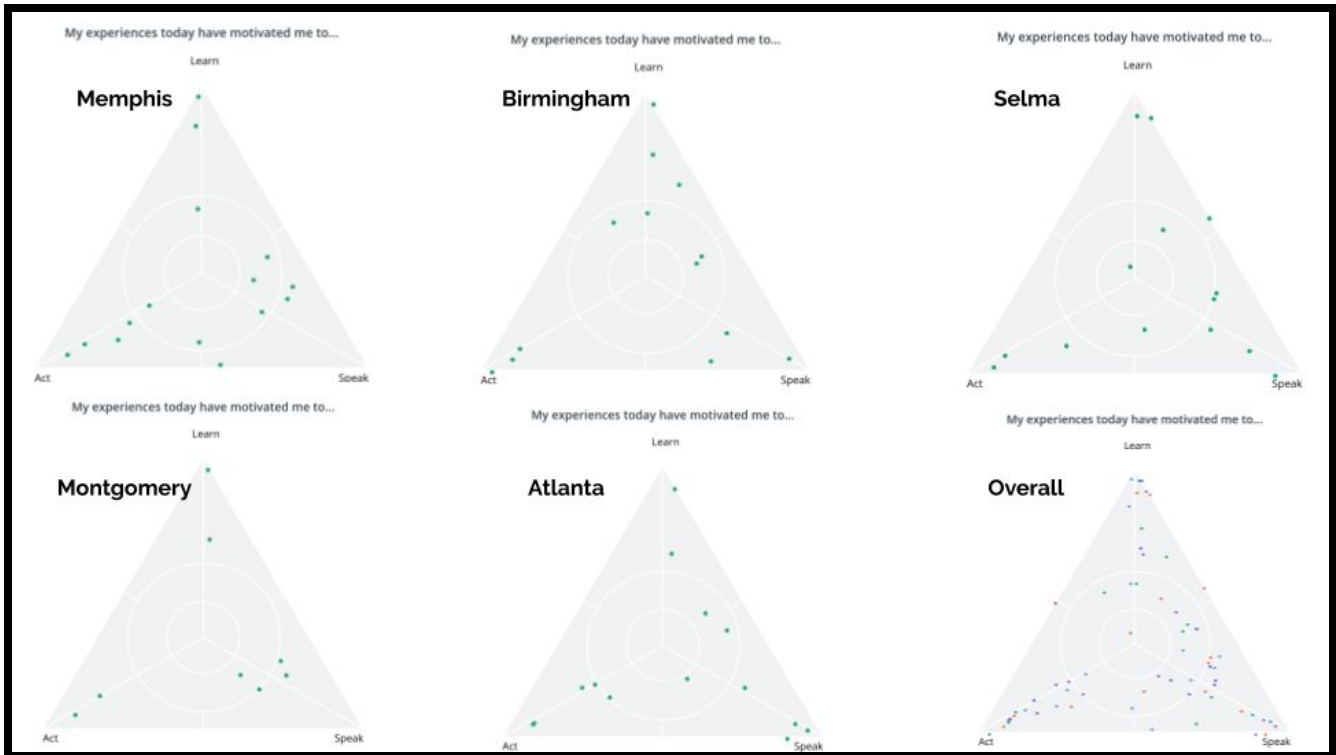 My experiences today have motivated me to...
Learn
Memphis
Act
Speak
My experiences today have motivated me to...
Learn
Birmingham
Act
Speak
My experiences today have motivated me to...
Learn
Selma
Act
Speak
My experiences today have motivated me to...
Learn
Montgomery
Act
Speak
My experiences today have motivated me to...
Learn
Atlanta
Act
Speak
My experiences today have motivated me to...
Learn
Overall
Act
Speak